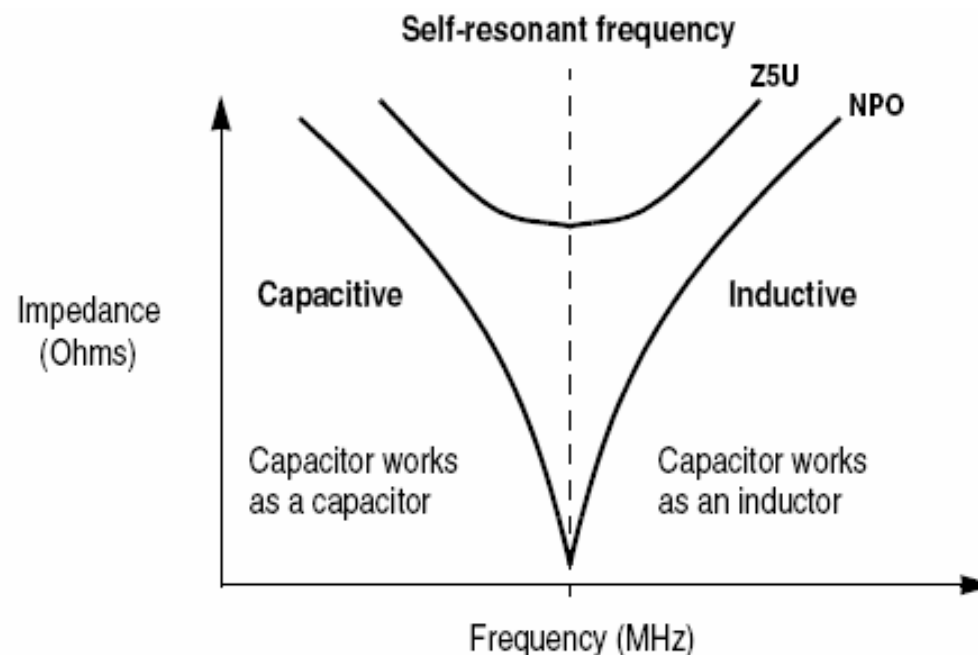 Self-resonant frequency
Z5U
NPO
Impedance
(Ohms)
Capacitive
Inductive
Capacitor works
as a capacitor
Capacitor works
as an inductor
Frequency (MHz)